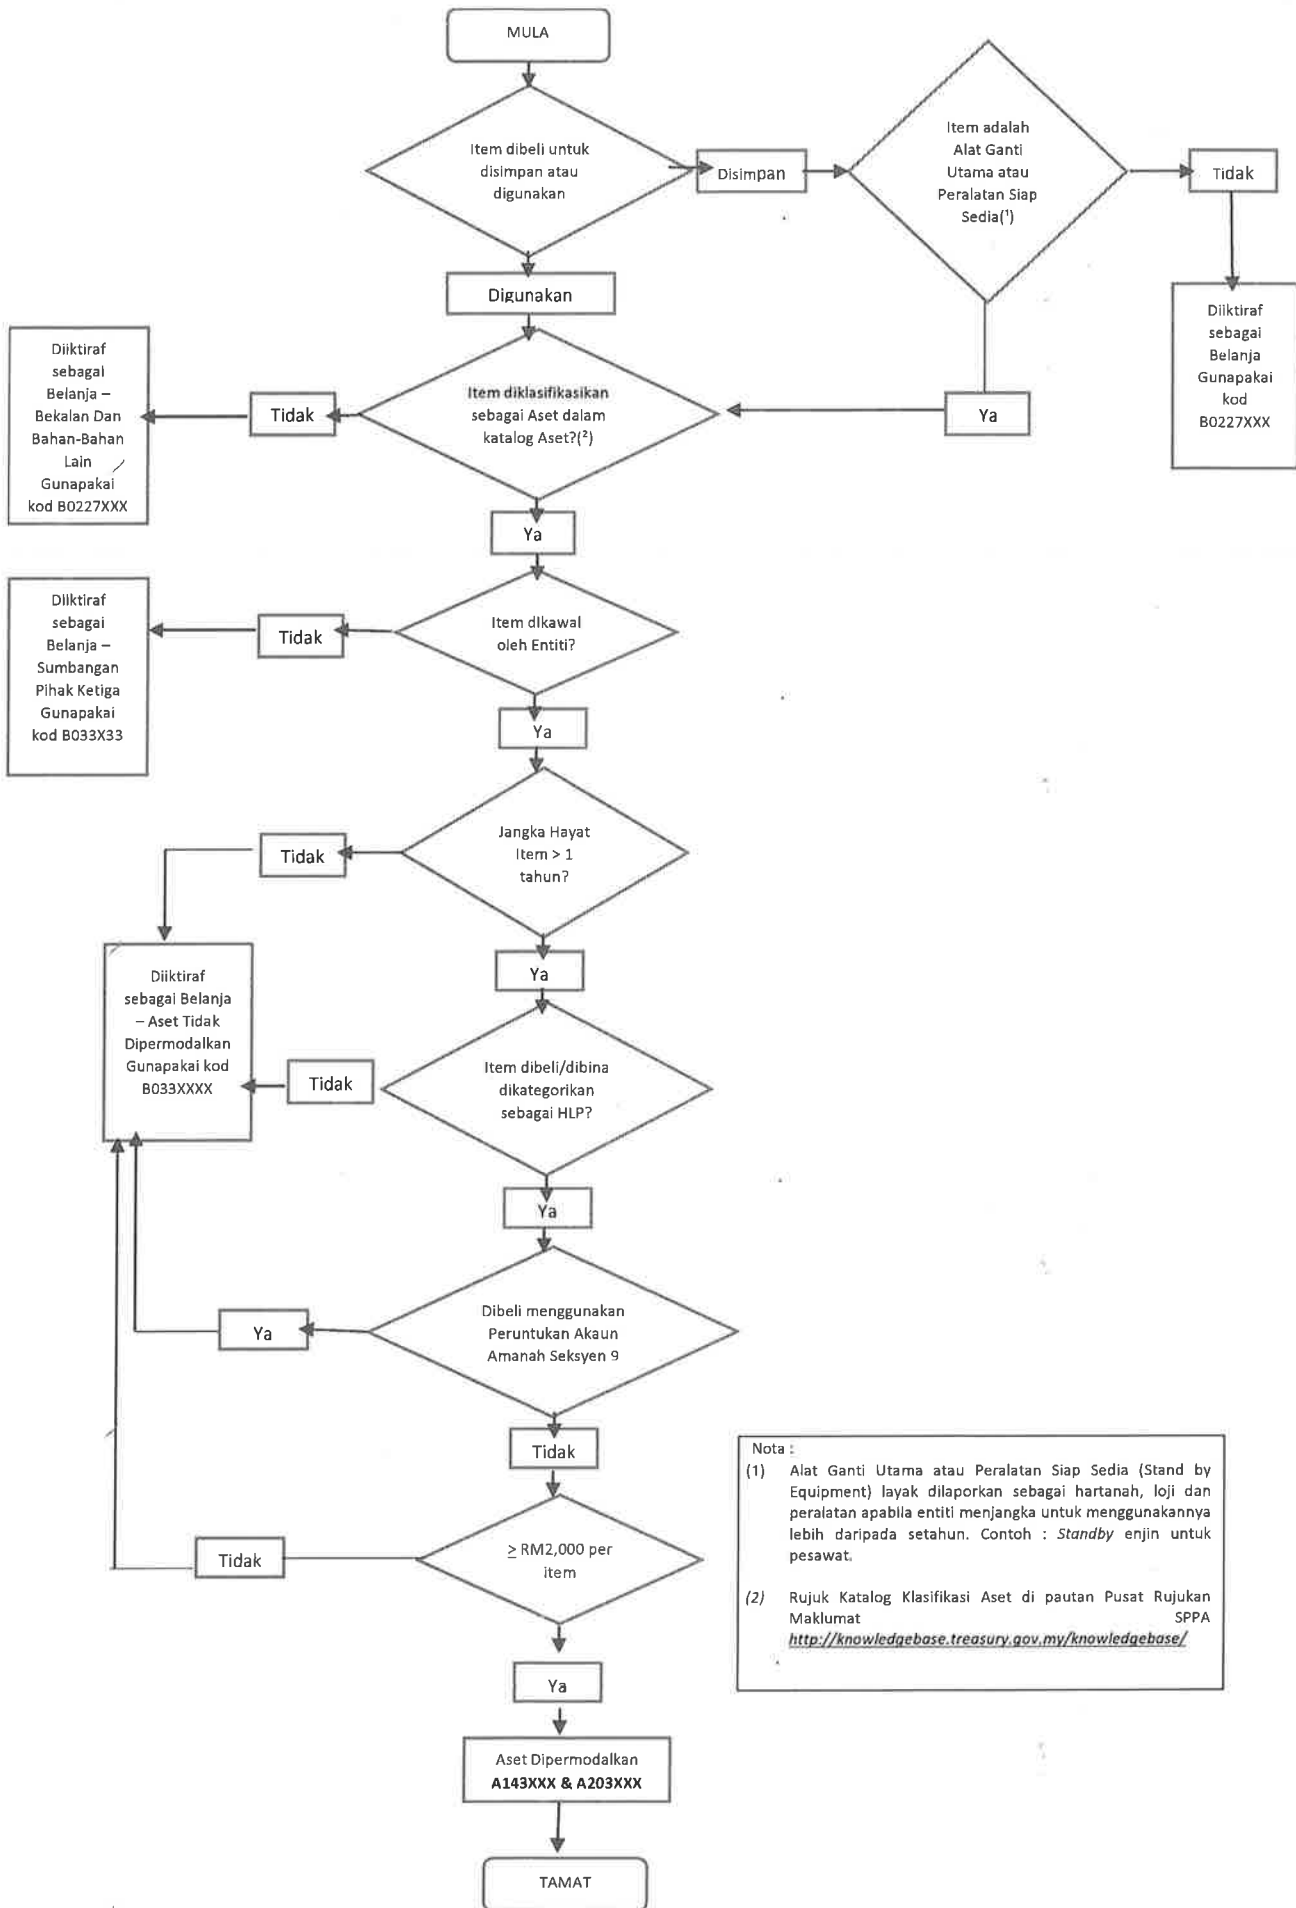 MULA
Item dibeli untuk
disimpan atau
digunakan
Disimpan
Item adalah
Alat Ganti
Utama atau
Peralatan Siap
Sedia(¹)
Tidak
Diiktiraf
sebagai
Belanja
Gunapakai
kod
B0227XXX
Ya
Digunakan
Item diklasifikasikan
sebagai Aset dalam
katalog Aset?(²)
Tidak
Diiktiraf
sebagai
Belanja –
Bekalan Dan
Bahan-Bahan
Lain
Gunapakai
kod B0227XXX
Ya
Item dikawal
oleh Entiti?
Tidak
Diiktiraf
sebagai
Belanja –
Sumbangan
Pihak Ketiga
Gunapakai
kod B033X33
Ya
Jangka Hayat
Item > 1
tahun?
Tidak
Diiktiraf
sebagai Belanja
– Aset Tidak
Dipermodalkan
Gunapakai kod
B033XXXX
Ya
Item dibeli/dibina
dikategorikan
sebagai HLP?
Tidak
Ya
Dibeli menggunakan
Peruntukan Akaun
Amanah Seksyen 9
Ya
Tidak
≥ RM2,000 per
item
Tidak
Ya
Aset Dipermodalkan
A143XXX & A203XXX
TAMAT
Nota :
(1) Alat Ganti Utama atau Peralatan Siap Sedia (Stand by
Equipment) layak dilaporkan sebagai hartanah, loji dan
peralatan apabila entiti menjangka untuk menggunakannya
lebih daripada setahun. Contoh : Standby enjin untuk
pesawat.
(2) Rujuk Katalog Klasifikasi Aset di pautan Pusat Rujukan
Maklumat SPPA
http://knowledgebase.treasury.gov.my/knowledgebase/